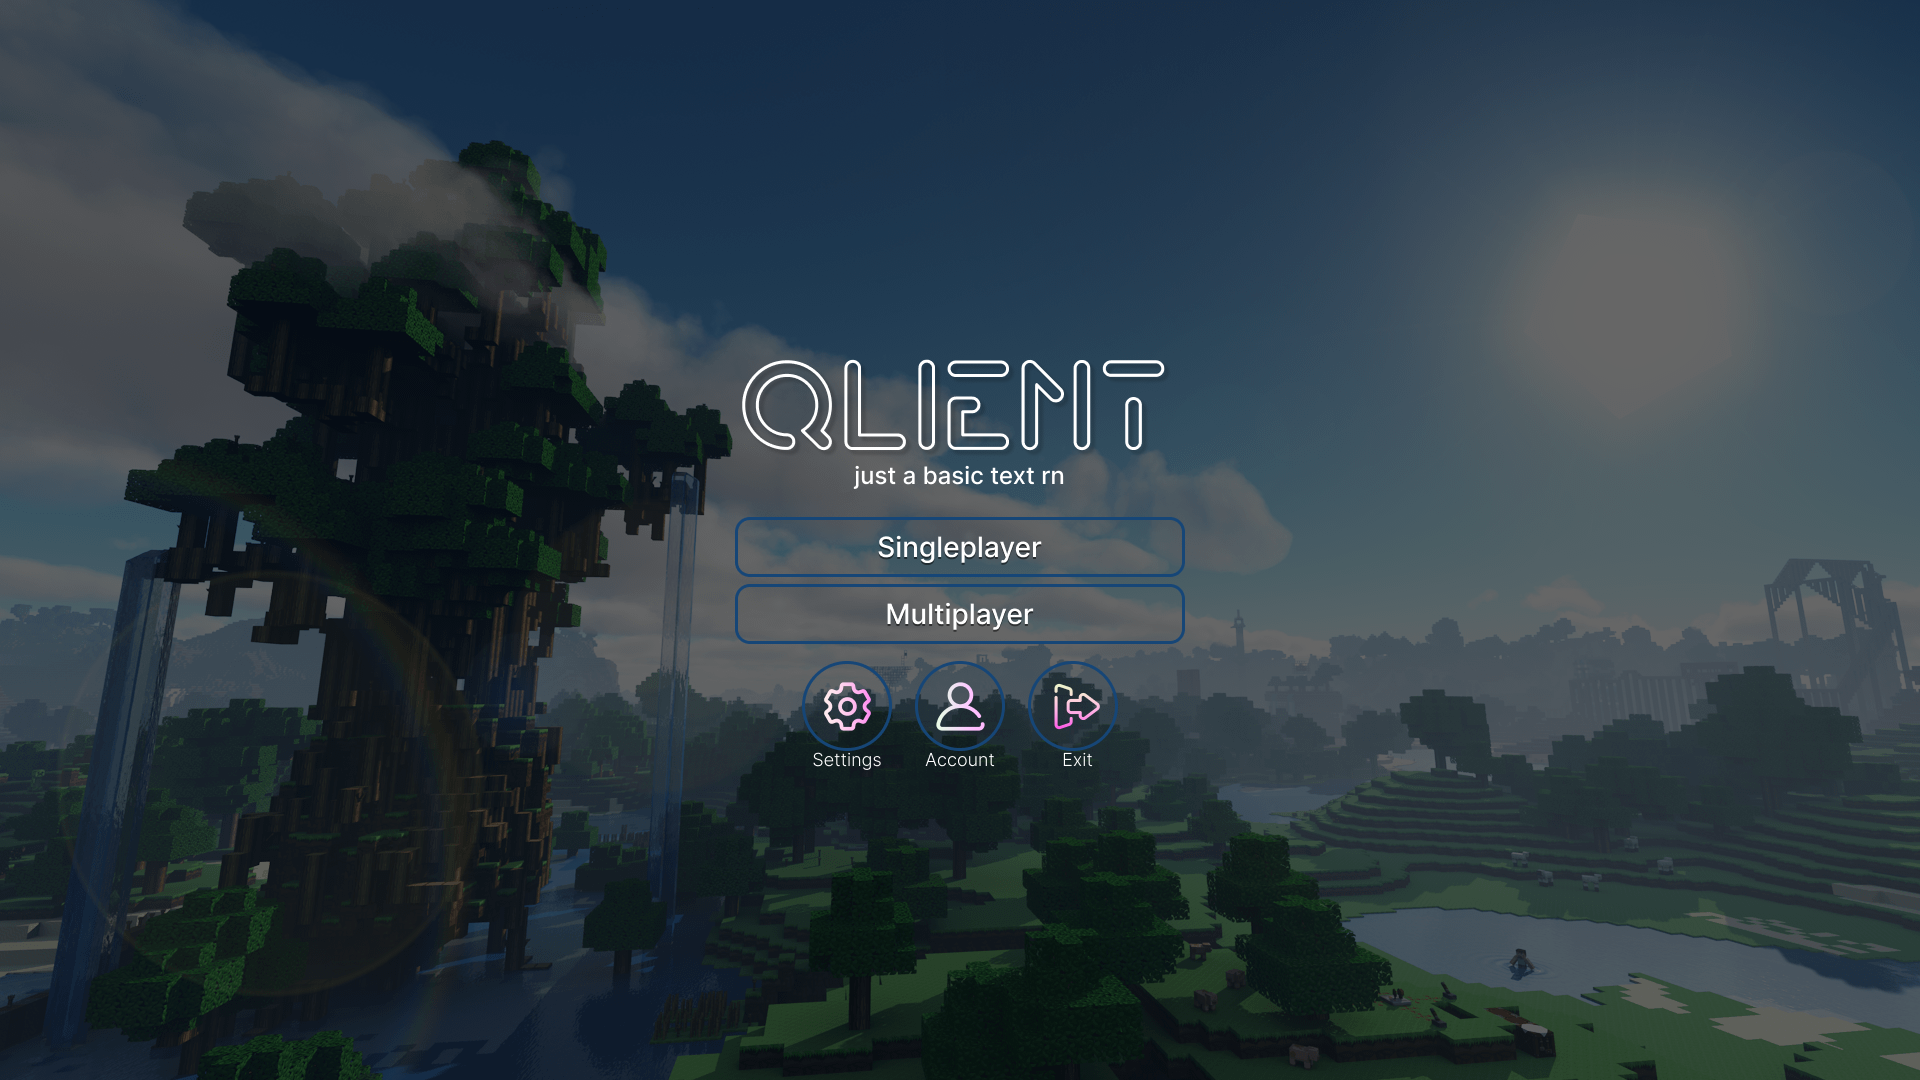 QLIENT
just a basic text rn
Singleplayer
Multiplayer
Settings Account Exit